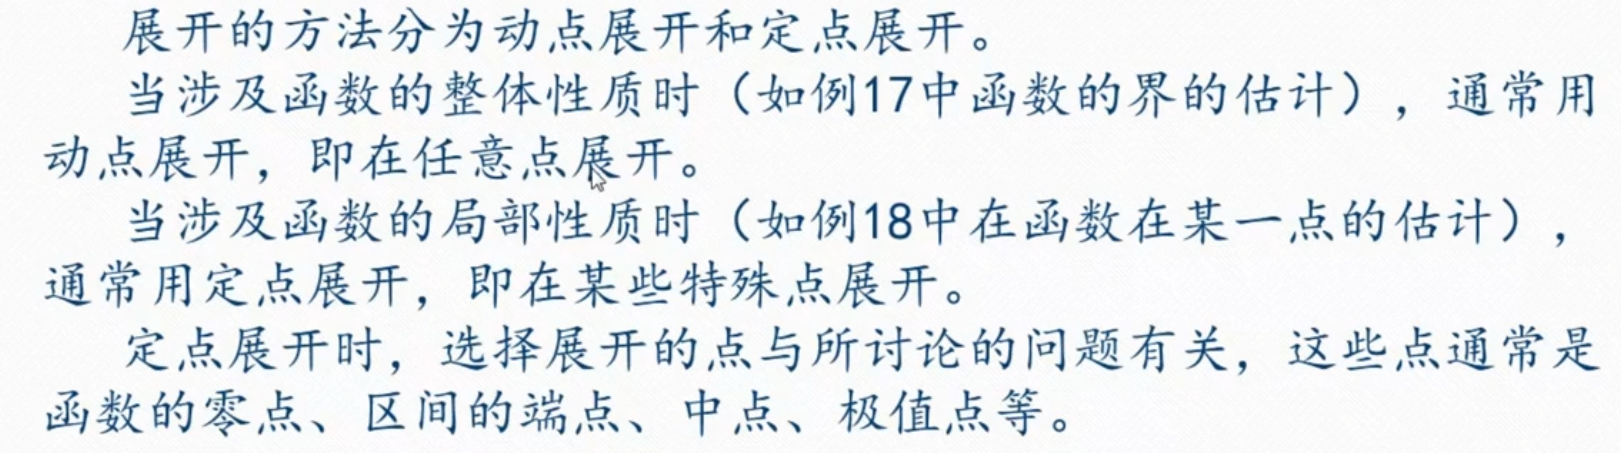 展开的方法分为动点展开和定点展开。
当涉及函数的整体性质时（如例17中函数的界的估计），通常用
动点展开，即在任意点展开。
当涉及函数的局部性质时（如例18中在函数在某一点的估计），
通常用定点展开，即在某些特殊点展开。
定点展开时，选择展开的点与所讨论的问题有关，这些点通常是
函数的零点、区间的端点、中点、极值点等。